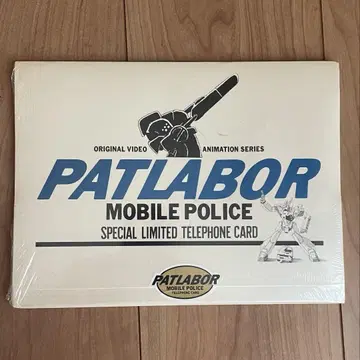 ORIGINAL VIDEO ANIMATION SERIES
PATLABOR
MOBILE POLICE
SPECIAL LIMITED TELEPHONE CARD
PATLABOR
MOBILE POLICE
TELEPHONE CARD